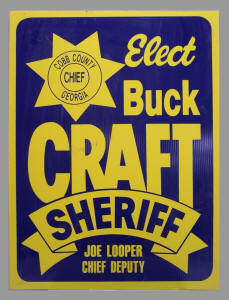 Elect
COBB COUNTY
CHIEF
GEORGIA
Buck
CRAFT
SHERIFF
JOE LOOPER
CHIEF DEPUTY